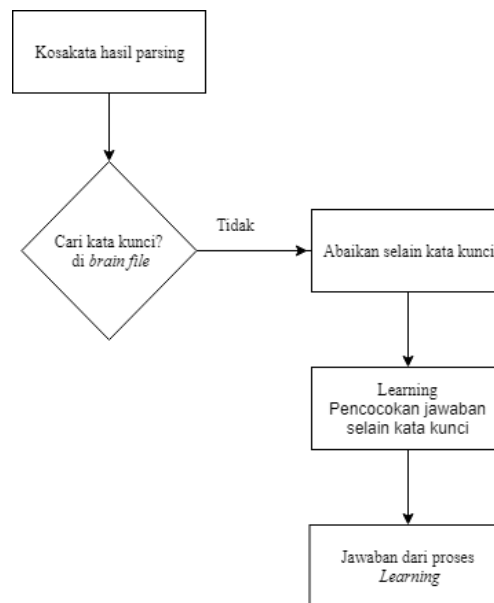 Kosakata hasil parsing
Cari kata kunci?
di brain file
Tidak
Abaikan selain kata kunci
Learning
Pencocokan jawaban
selain kata kunci
Jawaban dari proses
Learning